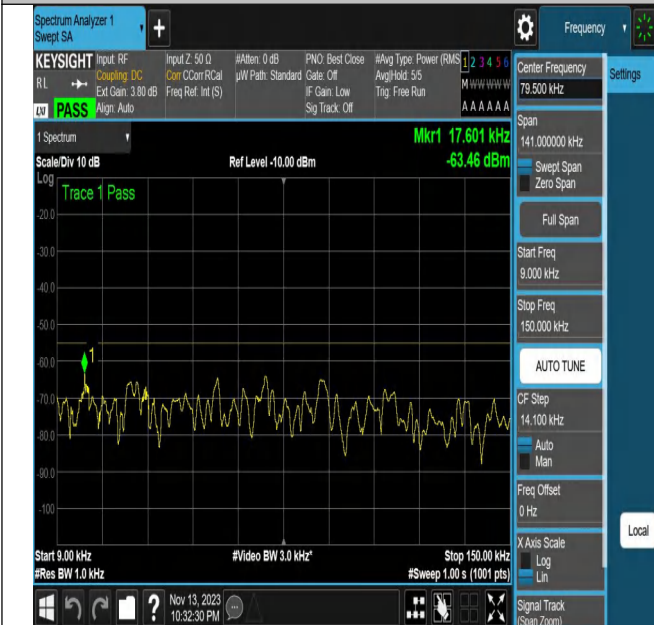 Spectrum Analyzer 1
Swept SA
+
Frequency
KEYSIGHT
Input: RF
Coupling: DC
Ext Gain: 3.80 dB
Align: Auto
Input Z: 50 Ω
Corr CCorr RCal
Freq Ref: Int (S)
#Atten: 0 dB
µW Path: Standard
PNO: Best Close
Gate: Off
IF Gain: Low
Sig Track: Off
#Avg Type: Power (RMS
Avg|Hold: 5/5
Trig: Free Run
1 2 3 4 5 6
M W W W W W
A A A A A A
RL
LXI
PASS
1 Spectrum
Scale/Div 10 dB
Ref Level -10.00 dBm
Mkr1 17.601 kHz
-63.46 dBm
Log
Trace 1 Pass
-20.0
-30.0
-40.0
-50.0
-60.0
-70.0
-80.0
-90.0
-100
1
Start 9.00 kHz
#Res BW 1.0 kHz
#Video BW 3.0 kHz*
Stop 150.00 kHz
#Sweep 1.00 s (1001 pts)
?
Nov 13, 2023
10:32:30 PM
Center Frequency
79.500 kHz
Settings
Span
141.000000 kHz
Swept Span
Zero Span
Full Span
Start Freq
9.000 kHz
Stop Freq
150.000 kHz
AUTO TUNE
CF Step
14.100 kHz
Auto
Man
Freq Offset
0 Hz
Local
X Axis Scale
Log
Lin
Signal Track
(Span Zoom)